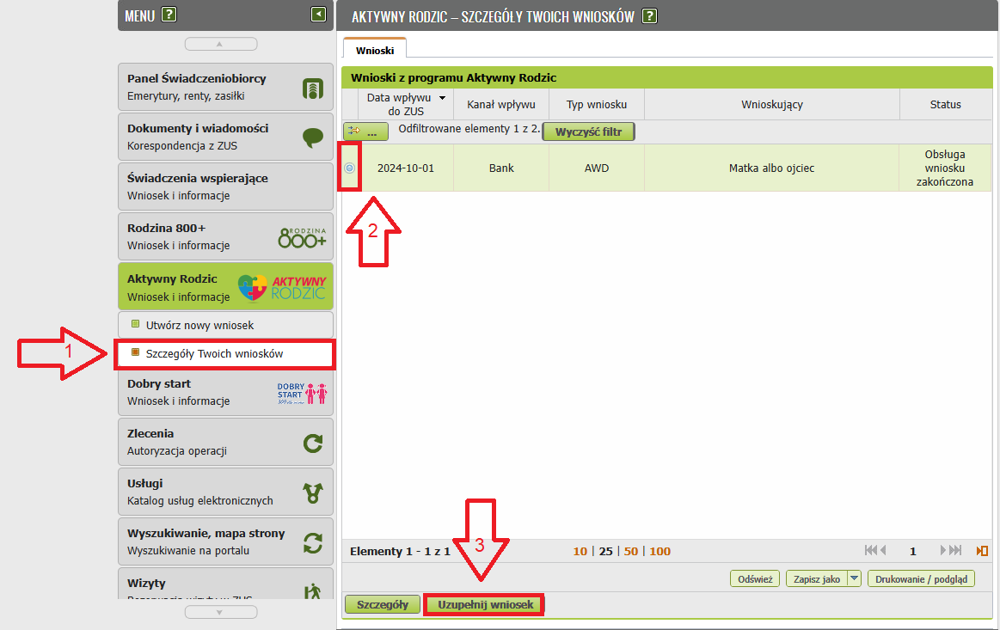 MENU ?
Panel Świadczeniobiorcy
Emerytury, renty, zasiłki
Dokumenty i wiadomości
Korespondencja z ZUS
Świadczenia wspierające
Wniosek i informacje
Rodzina 800+
Wniosek i informacje
RODZINA
800+
Aktywny Rodzic
Wniosek i informacje
AKTYWNY
RODZIC
Utwórz nowy wniosek
1
Szczegóły Twoich wniosków
Dobry start
Wniosek i informacje
DOBRY
START
Zlecenia
Autoryzacja operacji
Usługi
Katalog usług elektronicznych
Wyszukiwanie, mapa strony
Wyszukiwanie na portalu
Wizyty
Rezerwacja wizyty w ZUS
AKTYWNY RODZIC – SZCZEGÓŁY TWOICH WNIOSKÓW ?
Wnioski
Wnioski z programu Aktywny Rodzic
Data wpływu do ZUS
Kanał wpływu
Typ wniosku
Wnioskujący
Status
...
Odfiltrowane elementy 1 z 2.
Wyczyść filtr
2024-10-01
Bank
AWD
Matka albo ojciec
Obsługa
wniosku
zakończona
2
3
Elementy 1 - 1 z 1
10 | 25 | 50 | 100
1
Odśwież
Zapisz jako
Drukowanie / podgląd
Szczegóły
Uzupełnij wniosek